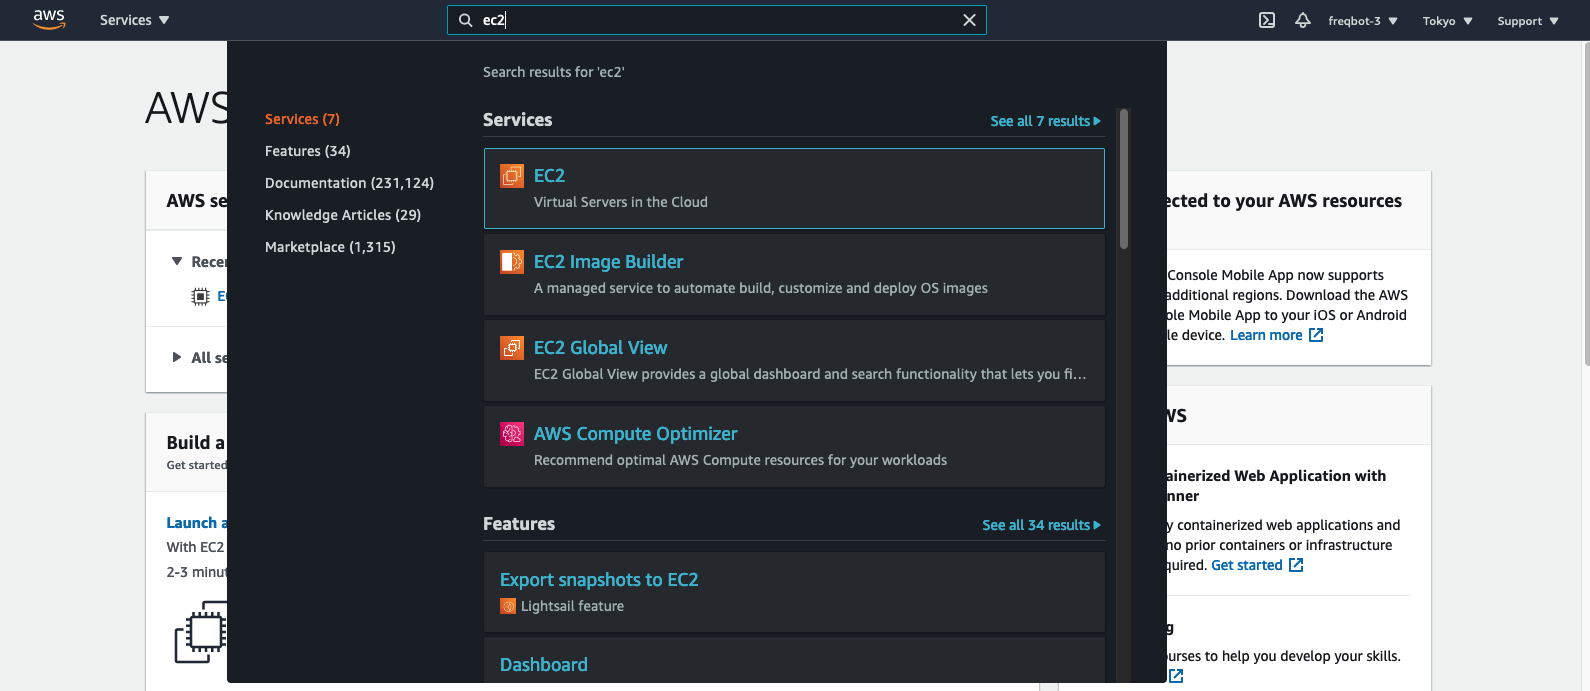 aws
Services
ec2
freqbot-3
Tokyo
Support
Search results for 'ec2'
AWS
Services (7)
Features (34)
Documentation (231,124)
Knowledge Articles (29)
Marketplace (1,315)
Services
See all 7 results
EC2
Virtual Servers in the Cloud
EC2 Image Builder
A managed service to automate build, customize and deploy OS images
EC2 Global View
EC2 Global View provides a global dashboard and search functionality that lets you fi...
AWS Compute Optimizer
Recommend optimal AWS Compute resources for your workloads
Features
See all 34 results
Export snapshots to EC2
Lightsail feature
Dashboard
AWS se
Recen
All se
Build a
Get started
Launch a
With EC2
2-3 minut
ected to your AWS resources
Console Mobile App now supports
additional regions. Download the AWS
ole Mobile App to your iOS or Android
le device. Learn more
WS
ainerized Web Application with
nner
y containerized web applications and
no prior containers or infrastructure
quired. Get started
g
urses to help you develop your skills.